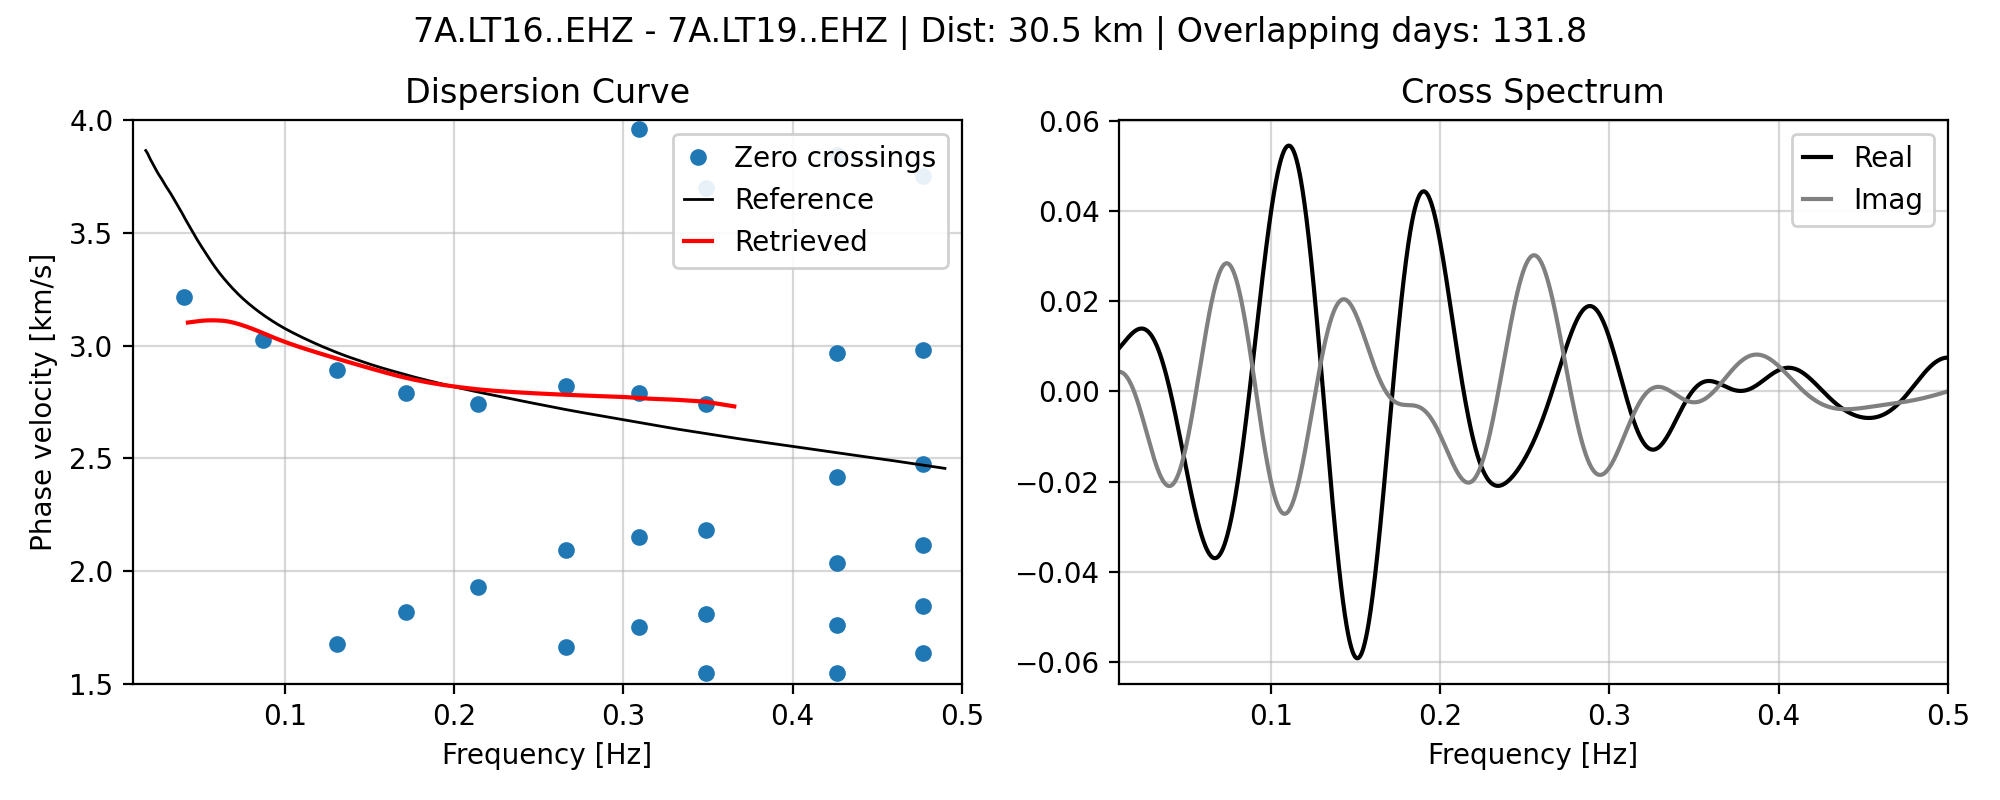 7A.LT16..EHZ - 7A.LT19..EHZ | Dist: 30.5 km | Overlapping days: 131.8
Dispersion Curve
Phase velocity [km/s]
4.0
3.5
3.0
2.5
2.0
1.5
0.1
0.2
0.3
0.4
0.5
Frequency [Hz]
Zero crossings
Reference
Retrieved
Cross Spectrum
0.06
0.04
0.02
0.00
−0.02
−0.04
−0.06
0.1
0.2
0.3
0.4
0.5
Frequency [Hz]
Real
Imag